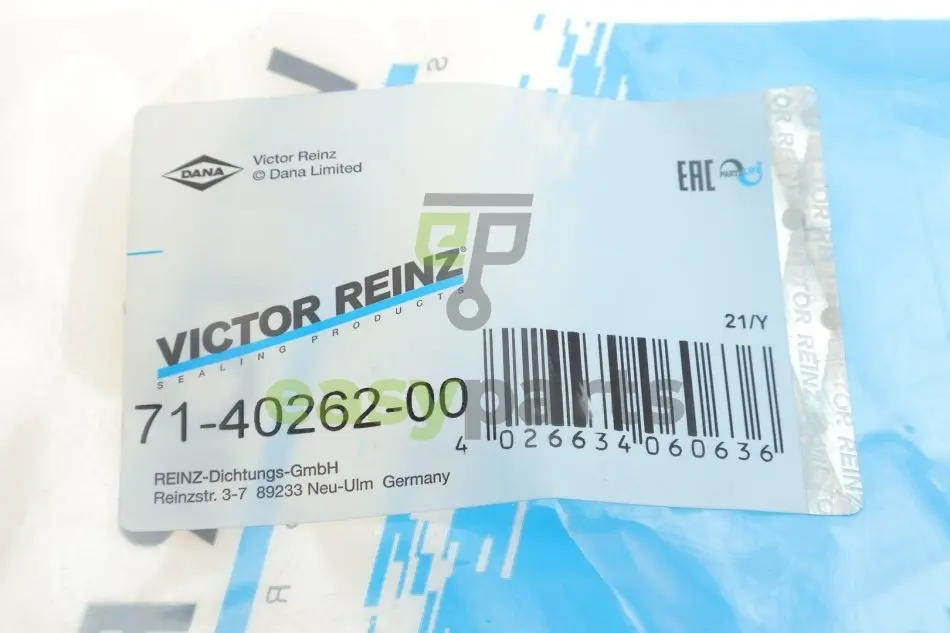 DANA
Victor Reinz
© Dana Limited
EAC
PARTSLIFE
VICTOR REINZ®
SEALING PRODUCTS
21/Y
easyparts
71-40262-00
4 026634 060636
REINZ-Dichtungs-GmbH
Reinzstr. 3-7 89233 Neu-Ulm Germany